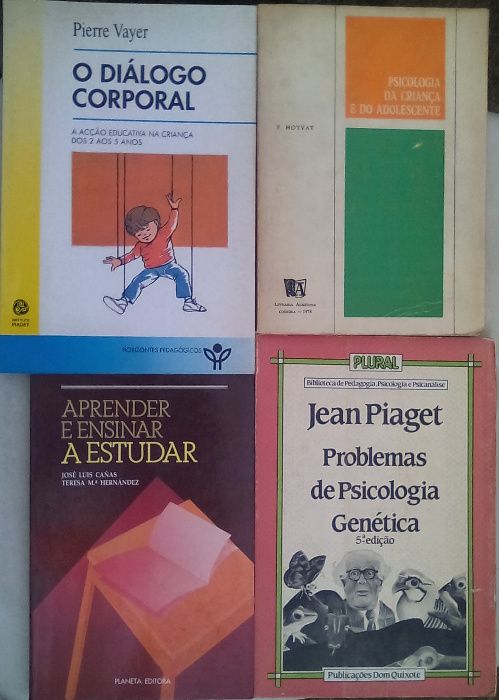 Pierre Vayer
O DIÁLOGO
CORPORAL
A ACÇÃO EDUCATIVA NA CRIANÇA
DOS 2 AOS 5 ANOS
INSTITUTO
PIAGET
HORIZONTES PEDAGÓGICOS
PSICOLOGIA
DA CRIANÇA
E DO ADOLESCENTE
F. HOTYAT
LIVRARIA ALMEDINA
COIMBRA - 1978
APRENDER
E ENSINAR
A ESTUDAR
JOSÉ LUIS CAÑAS
TERESA M.ª HERNÁNDEZ
PLANETA EDITORA
PLURAL
Biblioteca de Pedagogia, Psicologia e Psicanálise
Jean Piaget
Problemas
de Psicologia
Genética
5ª edição
Publicações Dom Quixote